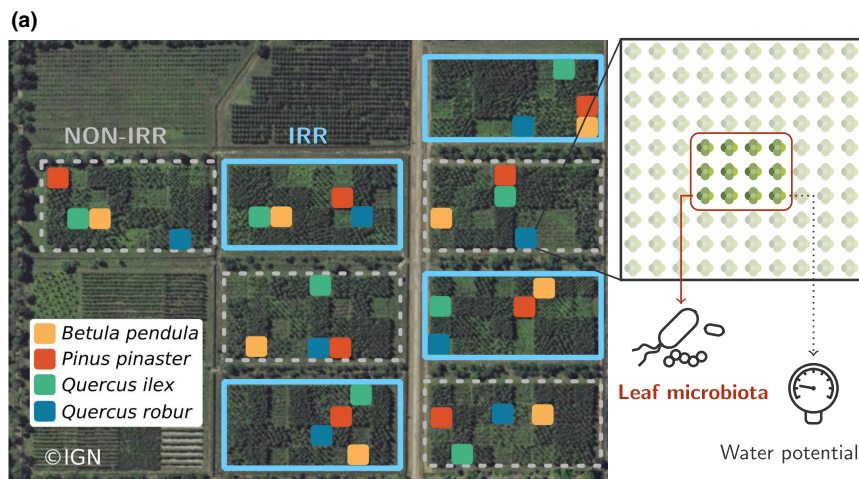 (a)
NON-IRR
IRR
Betula pendula
Pinus pinaster
Quercus ilex
Quercus robur
©IGN
Leaf microbiota
Water potential